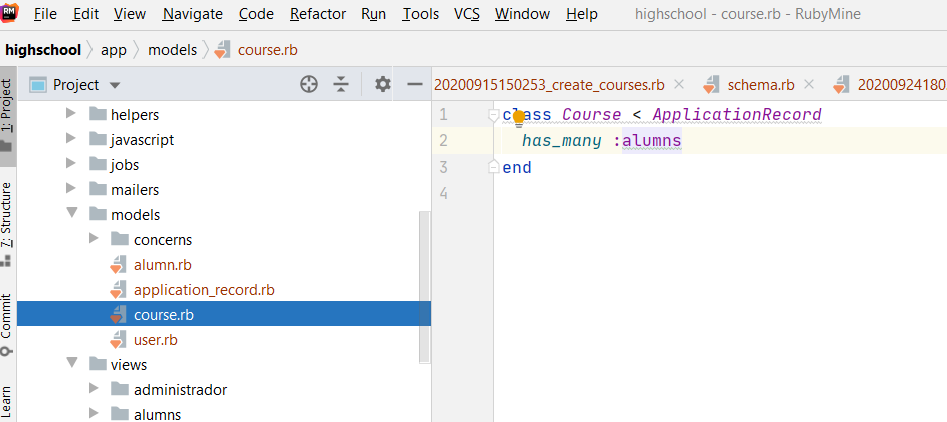 RM File Edit View Navigate Code Refactor Run Tools VCS Window Help highschool - course.rb - RubyMine
highschool app models course.rb
1: Project
Project
20200915150253_create_courses.rb schema.rb 20200924180
helpers
javascript
jobs
mailers
models
concerns
alumn.rb
application_record.rb
course.rb
user.rb
views
administrador
alumns
7: Structure
Commit
Learn
1 class Course < ApplicationRecord
2 has_many :alumns
3 end
4